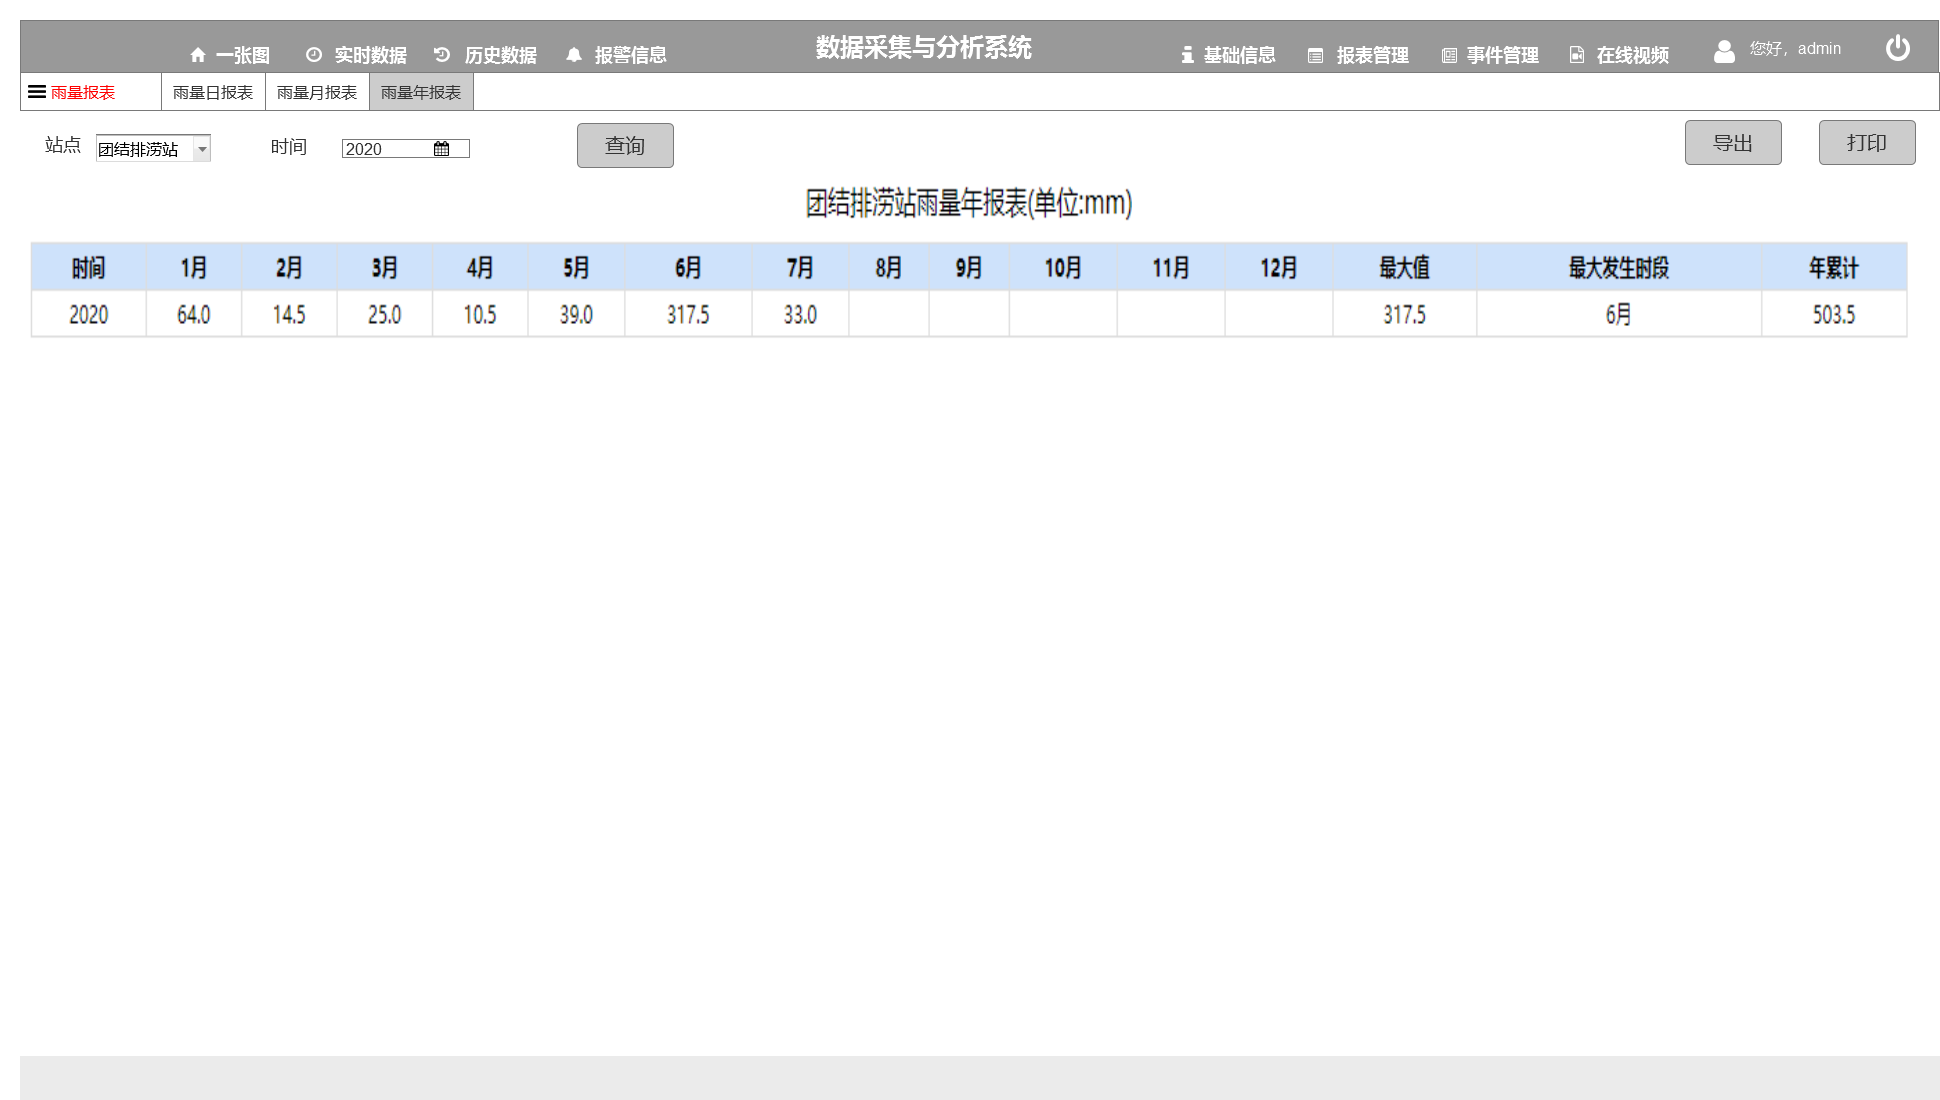 一张图 实时数据 历史数据 报警信息 数据采集与分析系统 基础信息 报表管理 事件管理 在线视频 您好，admin
雨量报表 雨量日报表 雨量月报表 雨量年报表
站点 团结排涝站 时间 2020 查询 导出 打印
团结排涝站雨量年报表(单位:mm)
时间 1月 2月 3月 4月 5月 6月 7月 8月 9月 10月 11月 12月 最大值 最大发生时段 年累计
2020 64.0 14.5 25.0 10.5 39.0 317.5 33.0 317.5 6月 503.5